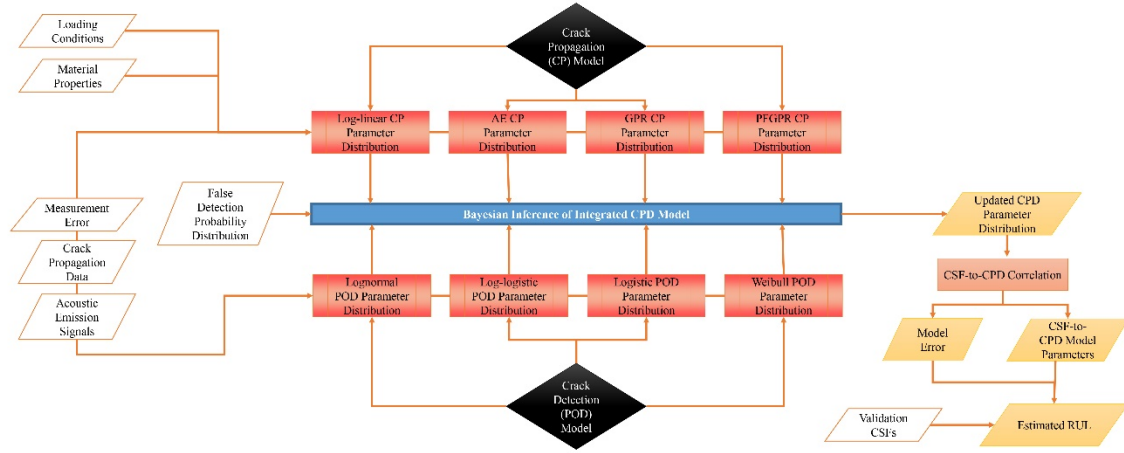 Loading
Conditions
Material
Properties
Crack
Propagation
(CP) Model
Log-linear CP
Parameter
Distribution
AE CP
Parameter
Distribution
GPR CP
Parameter
Distribution
PFGPR CP
Parameter
Distribution
False
Detection
Probability
Distribution
Measurement
Error
Crack
Propagation
Data
Acoustic
Emission
Signals
Bayesian Inference of Integrated CPD Model
Updated CPD
Parameter
Distribution
CSF-to-CPD Correlation
Lognormal
POD Parameter
Distribution
Log-logistic
POD Parameter
Distribution
Logistic POD
Parameter
Distribution
Weibull POD
Parameter
Distribution
Model
Error
CSF-to-
CPD Model
Parameters
Crack
Detection
(POD)
Model
Validation
CSFs
Estimated RUL